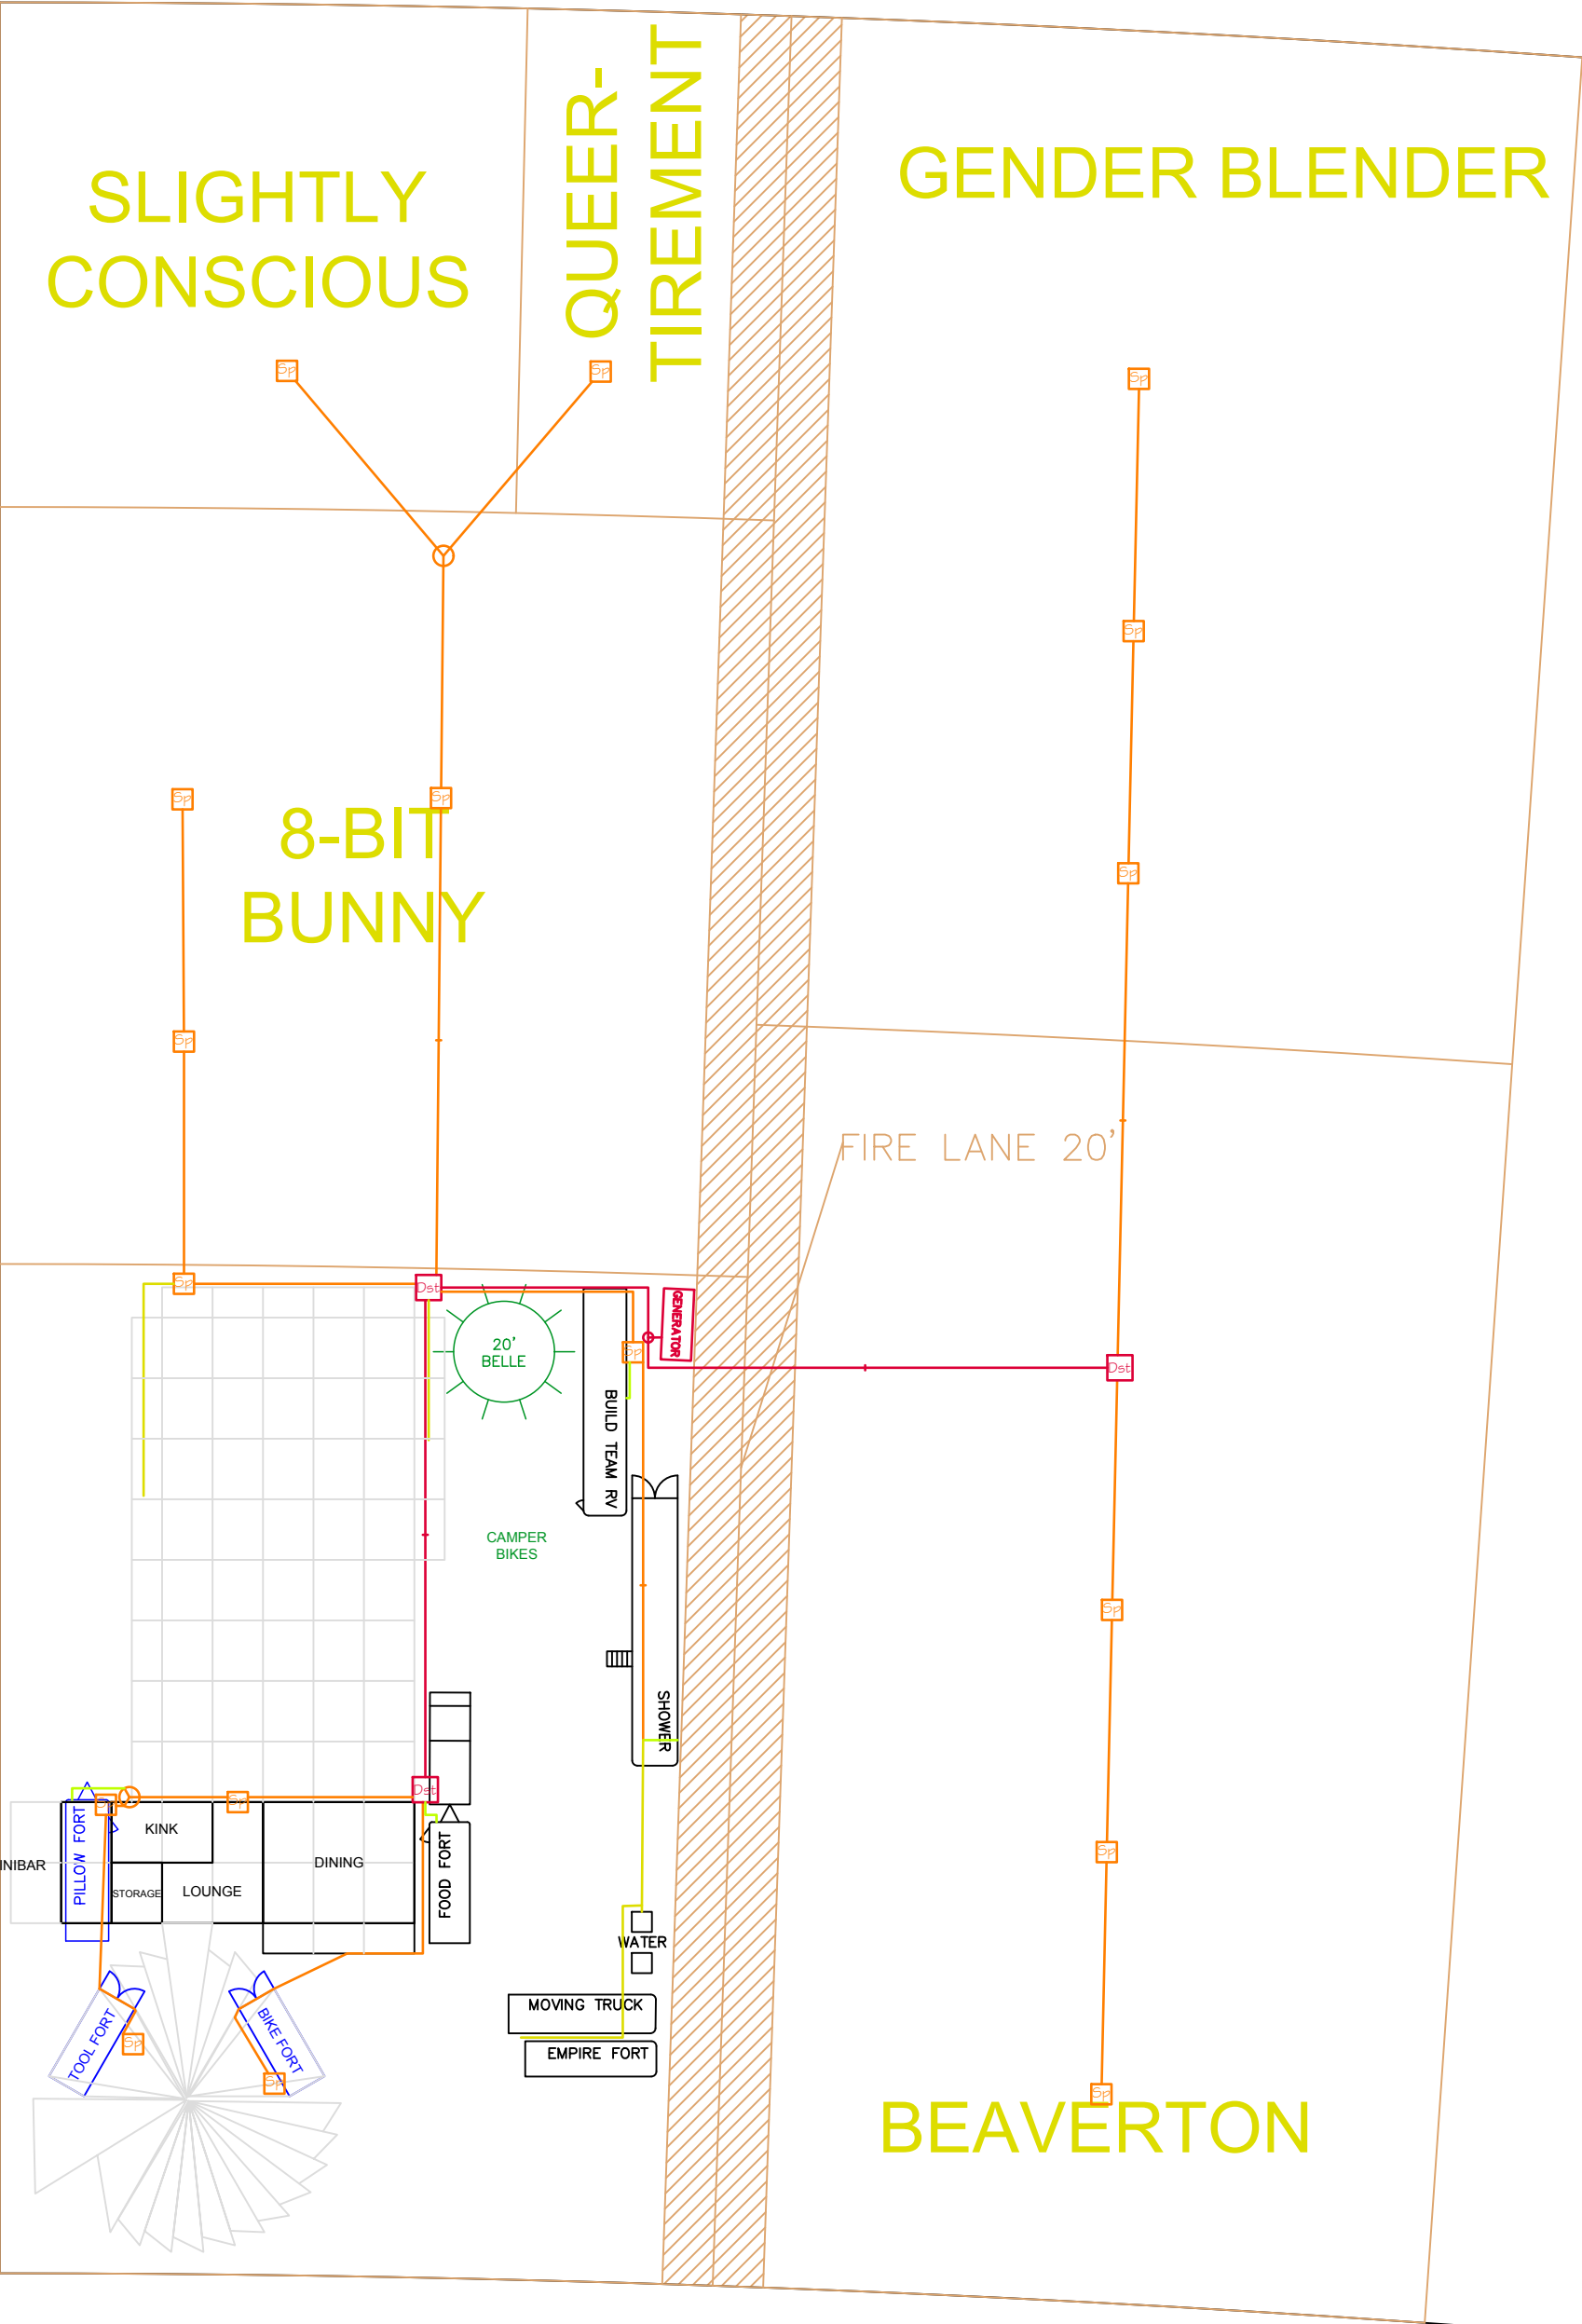 SLIGHTLY
CONSCIOUS
QUEER-
TIREMENT
GENDER BLENDER
Sp
Sp
Sp
Sp
Sp
Sp
8-BIT
BUNNY
Sp
Sp
FIRE LANE 20'
Sp
Dst
GENERATOR
20'
BELLE
Sp
Dst
BUILD TEAM RV
CAMPER
BIKES
Sp
SHOWER
Dst
Sp
Sp
KINK
PILLOW FORT
INIBAR
STORAGE
LOUNGE
DINING
FOOD FORT
Sp
WATER
MOVING TRUCK
EMPIRE FORT
TOOL FORT
BIKE FORT
Sp
Sp
Sp
BEAVERTON